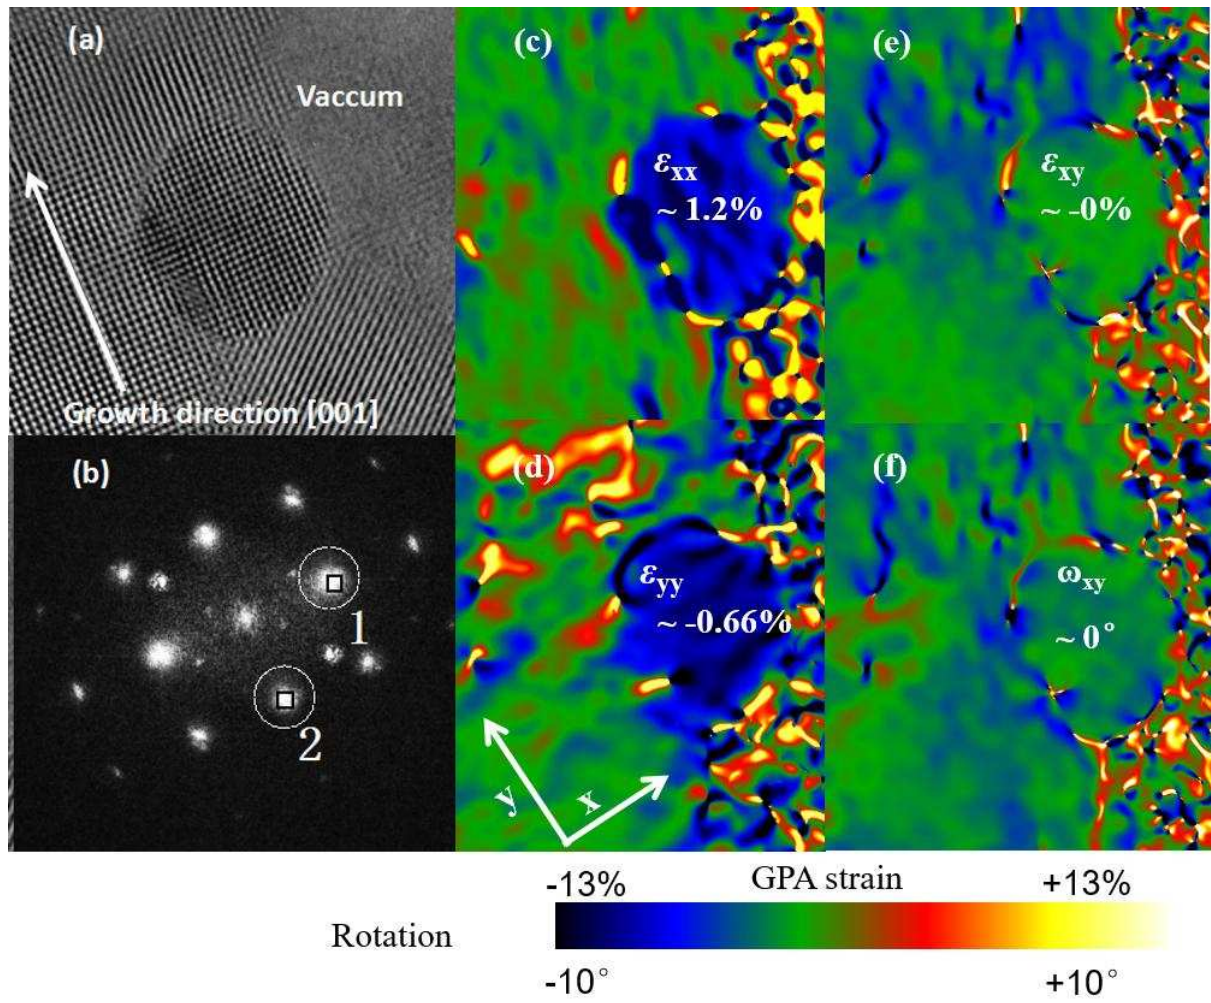 (a)
Vaccum
Growth direction [001]
(b)
1
2
(c)
εxx
~ 1.2%
(d)
εyy
~ -0.66%
y
x
(e)
εxy
~ -0%
(f)
ωxy
~ 0°
-13%
GPA strain
+13%
Rotation
-10°
+10°